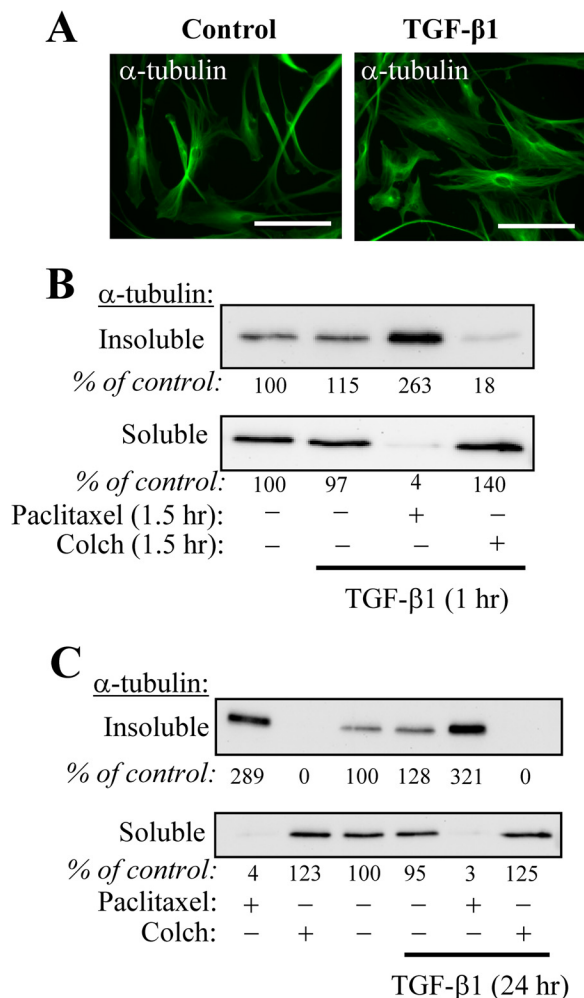 A
Control
TGF-β1
α-tubulin
α-tubulin
B
α-tubulin:
Insoluble
% of control: 100 115 263 18
Soluble
% of control: 100 97 4 140
Paclitaxel (1.5 hr): – – + –
Colch (1.5 hr): – – – +
TGF-β1 (1 hr)
C
α-tubulin:
Insoluble
% of control: 289 0 100 128 321 0
Soluble
% of control: 4 123 100 95 3 125
Paclitaxel: + – – – + –
Colch: – + – – – +
TGF-β1 (24 hr)